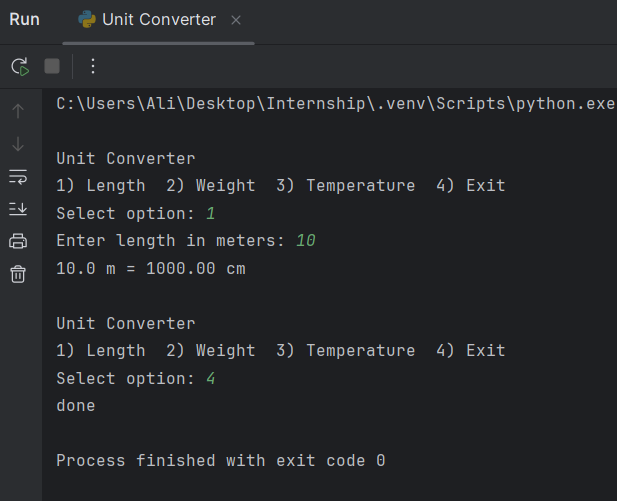 Run Unit Converter
C:\Users\Ali\Desktop\Internship\.venv\Scripts\python.exe
Unit Converter
1) Length  2) Weight  3) Temperature  4) Exit
Select option: 1
Enter length in meters: 10
10.0 m = 1000.00 cm
Unit Converter
1) Length  2) Weight  3) Temperature  4) Exit
Select option: 4
done
Process finished with exit code 0